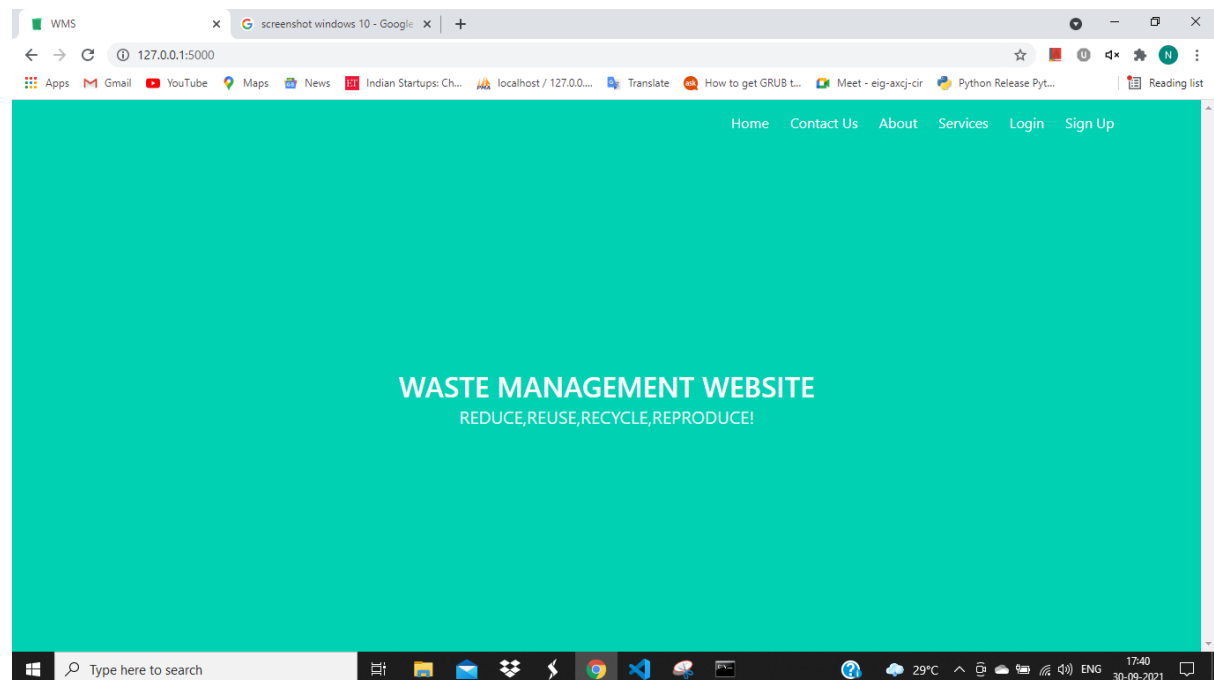 WMS screenshot windows 10 - Google
127.0.0.1:5000 N
Apps Gmail YouTube Maps News ET Indian Startups: Ch... localhost / 127.0.0.... Translate ask How to get GRUB t... Meet - eig-axcj-cir Python Release Pyt... Reading list
Home Contact Us About Services Login Sign Up
WASTE MANAGEMENT WEBSITE
REDUCE,REUSE,RECYCLE,REPRODUCE!
Type here to search 29°C ENG 17:40
30-09-2021